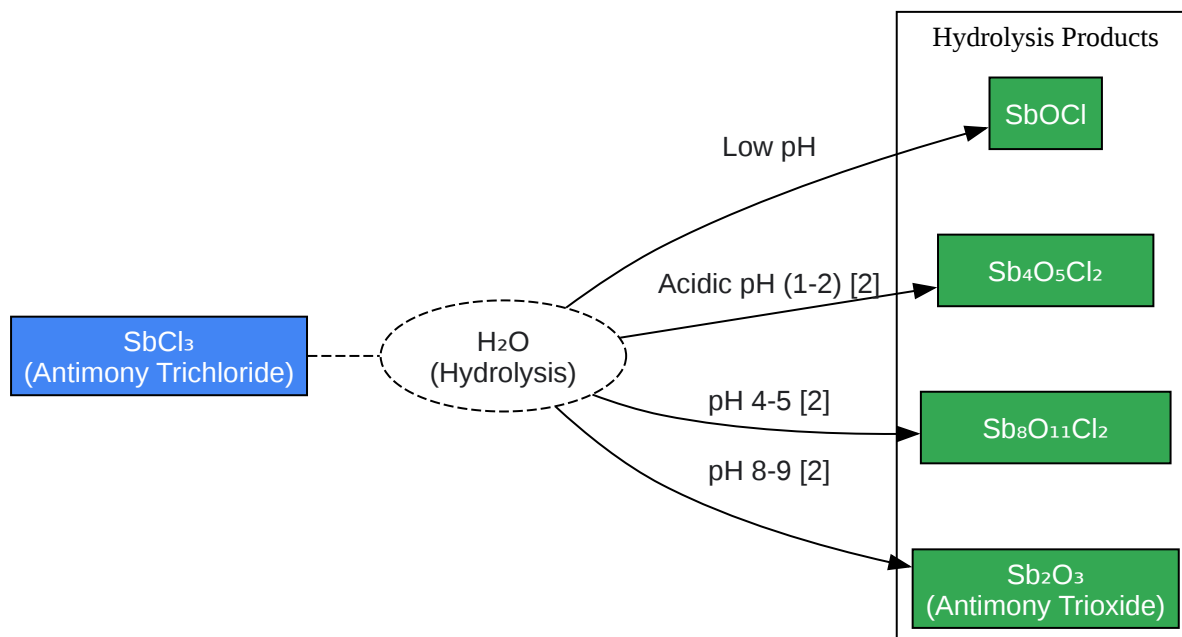 Hydrolysis Products
SbOCl
Low pH
Acidic pH (1-2) [2]
Sb₄O₅Cl₂
SbCl₃
(Antimony Trichloride)
H₂O
(Hydrolysis)
pH 4-5 [2]
Sb₈O₁₁Cl₂
pH 8-9 [2]
Sb₂O₃
(Antimony Trioxide)